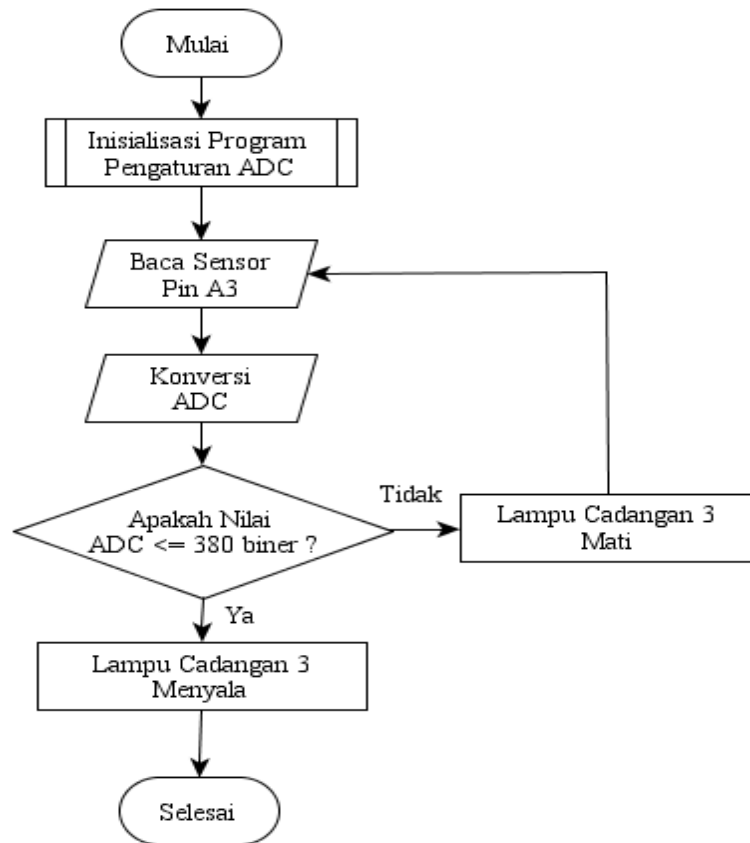 Mulai
Inisialisasi Program
Pengaturan ADC
Baca Sensor
Pin A3
Konversi
ADC
Apakah Nilai
ADC <= 380 biner ?
Tidak
Lampu Cadangan 3
Mati
Ya
Lampu Cadangan 3
Menyala
Selesai